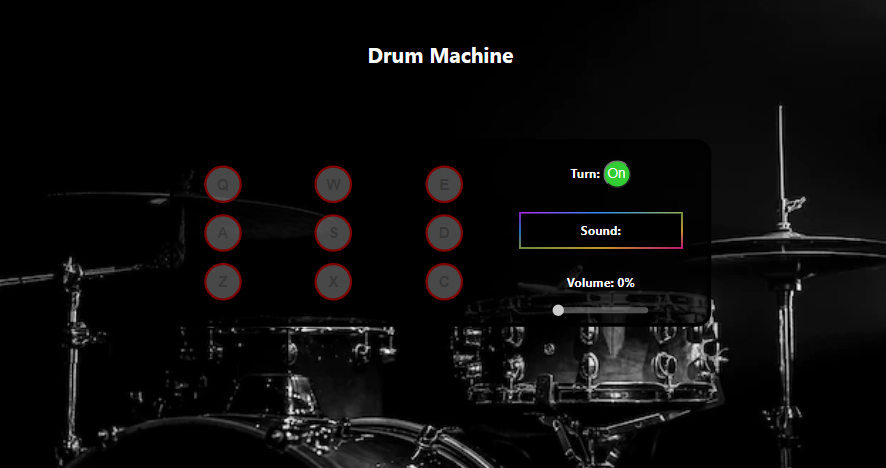 Drum Machine
Q W E
Turn: On
A S D
Sound:
Z X C
Volume: 0%